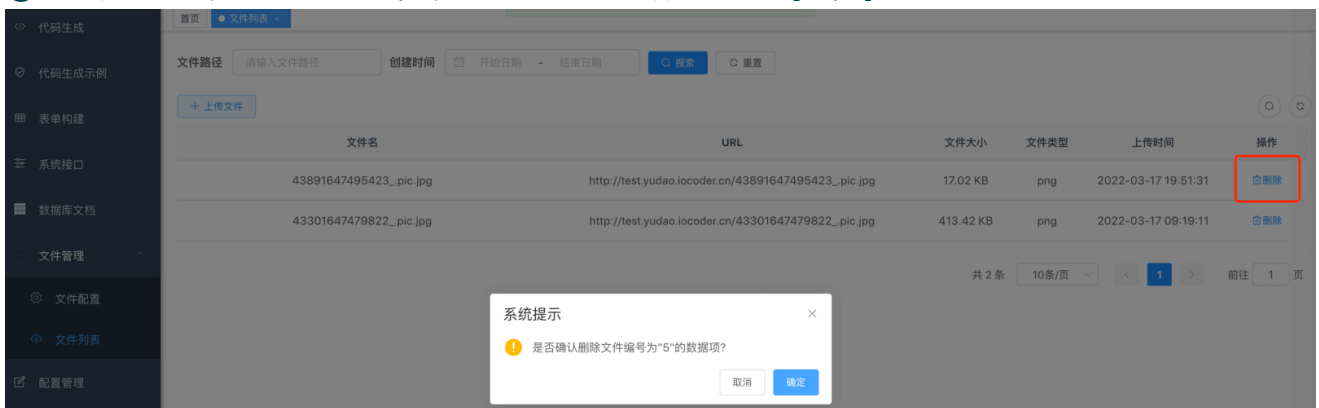 代码生成
首页 文件列表 ×
文件路径 请输入文件路径 创建时间 开始日期 - 结束日期 搜索 重置
代码生成示例
+ 上传文件
表单构建
文件名 URL 文件大小 文件类型 上传时间 操作
系统接口
43891647495423_.pic.jpg http://test.yudao.iocoder.cn/43891647495423_.pic.jpg 17.02 KB png 2022-03-17 19:51:31 删除
数据库文档
43301647479822_.pic.jpg http://test.yudao.iocoder.cn/43301647479822_.pic.jpg 413.42 KB png 2022-03-17 09:19:11 删除
文件管理
共 2 条 10条/页 < 1 > 前往 1 页
文件配置
系统提示 ×
文件列表
是否确认删除文件编号为"5"的数据项?
配置管理
取消 确定